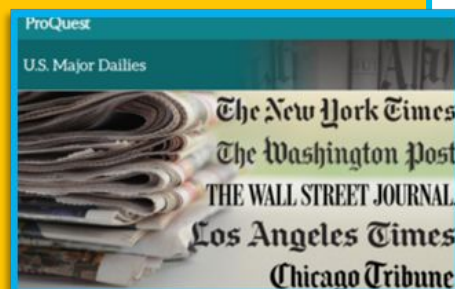 ProQuest
U.S. Major Dailies
The New York Times
The Washington Post
THE WALL STREET JOURNAL
Los Angeles Times
Chicago Tribune